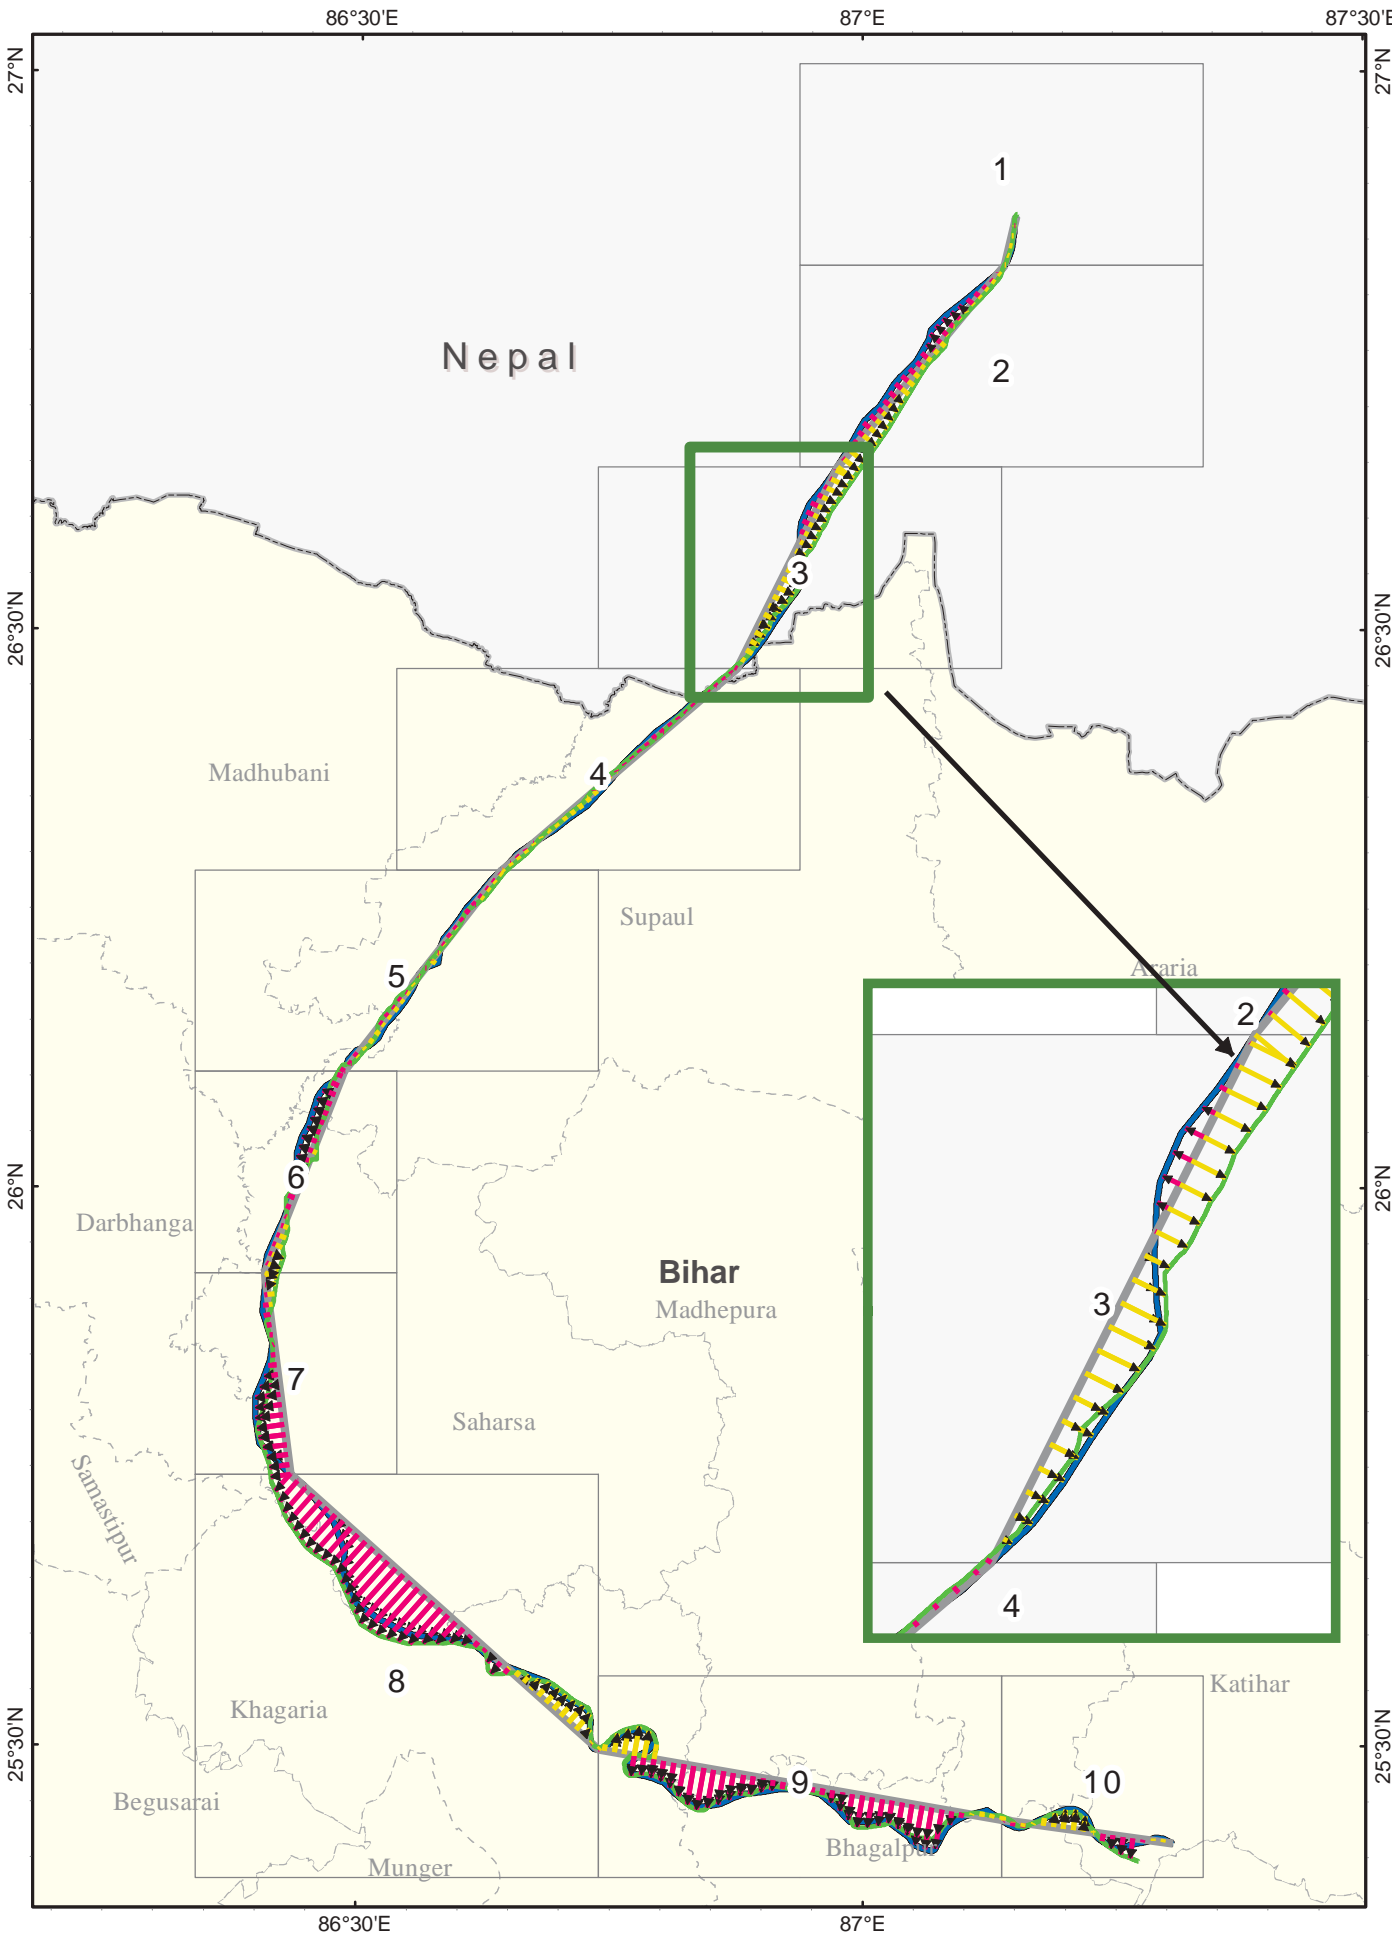 86°30'E
87°E
87°30'E
27°N
27°N
1
Nepal
2
3
26°30'N
26°30'N
Madhubani
4
Supaul
5
Araria
2
26°N
26°N
6
Darbhanga
Bihar
Madhepura
3
7
Saharsa
Samastipur
4
8
Khagaria
Katihar
25°30'N
25°30'N
9
10
Begusarai
Bhagalpur
Munger
86°30'E
87°E